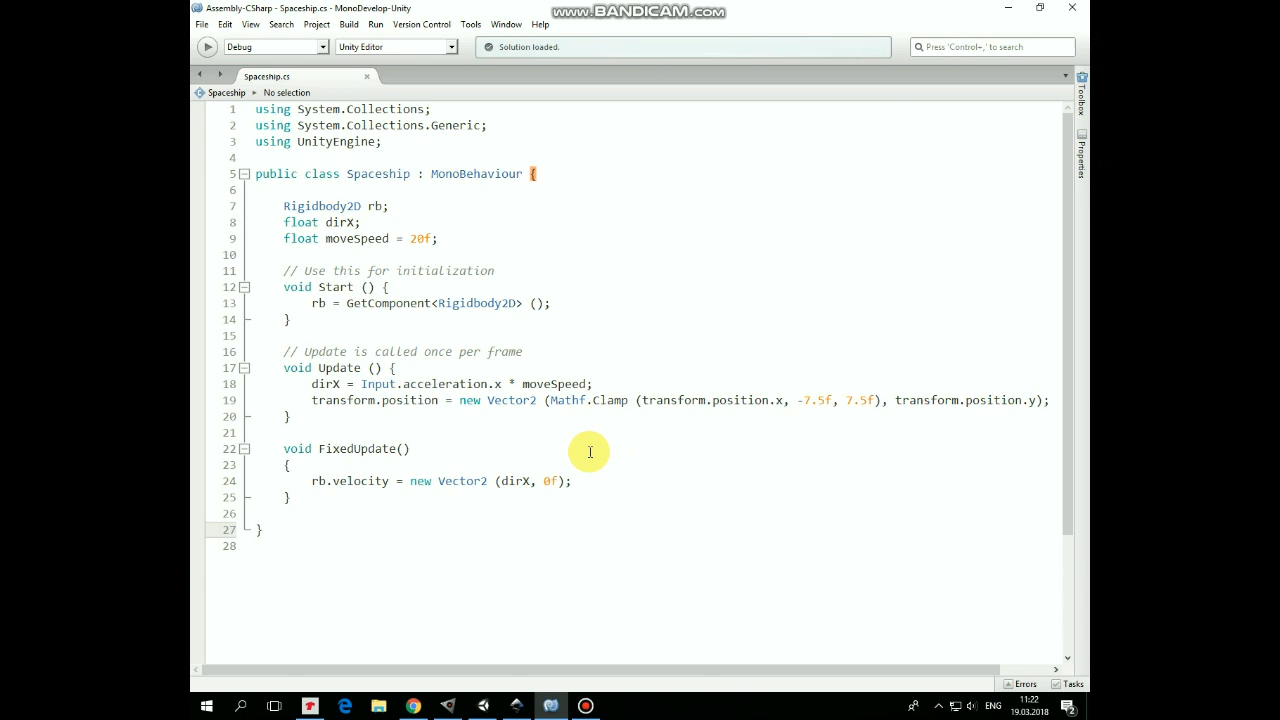 Assembly-CSharp - Spaceship.cs - MonoDevelop-Unity
www.BANDICAM.com
File Edit View Search Project Build Run Version Control Tools Window Help
Debug Unity Editor Solution loaded. Press 'Control+,' to search
Spaceship.cs
Spaceship No selection
1 using System.Collections;
2 using System.Collections.Generic;
3 using UnityEngine;
4
5 public class Spaceship : MonoBehaviour {
6
7 Rigidbody2D rb;
8 float dirX;
9 float moveSpeed = 20f;
10
11 // Use this for initialization
12 void Start () {
13 rb = GetComponent<Rigidbody2D> ();
14 }
15
16 // Update is called once per frame
17 void Update () {
18 dirX = Input.acceleration.x * moveSpeed;
19 transform.position = new Vector2 (Mathf.Clamp (transform.position.x, -7.5f, 7.5f), transform.position.y);
20 }
21
22 void FixedUpdate()
23 {
24 rb.velocity = new Vector2 (dirX, 0f);
25 }
26
27 }
28
Toolbox
Properties
Errors Tasks
ENG
11:22
19.03.2018
2